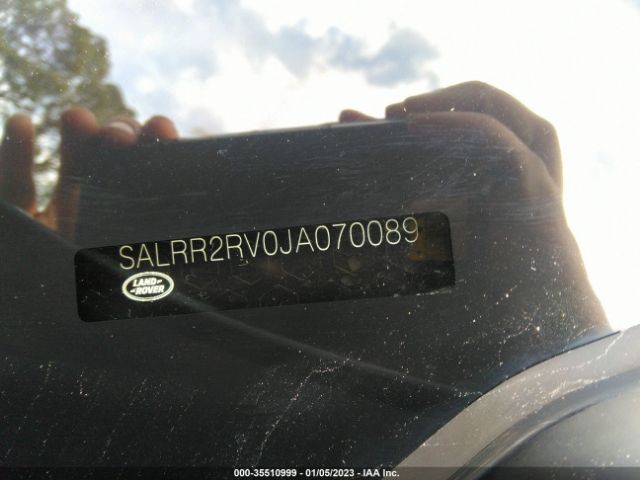 SALRR2RV0JA070089
LAND
ROVER
000-35510999 - 01/05/2023 - IAA Inc.